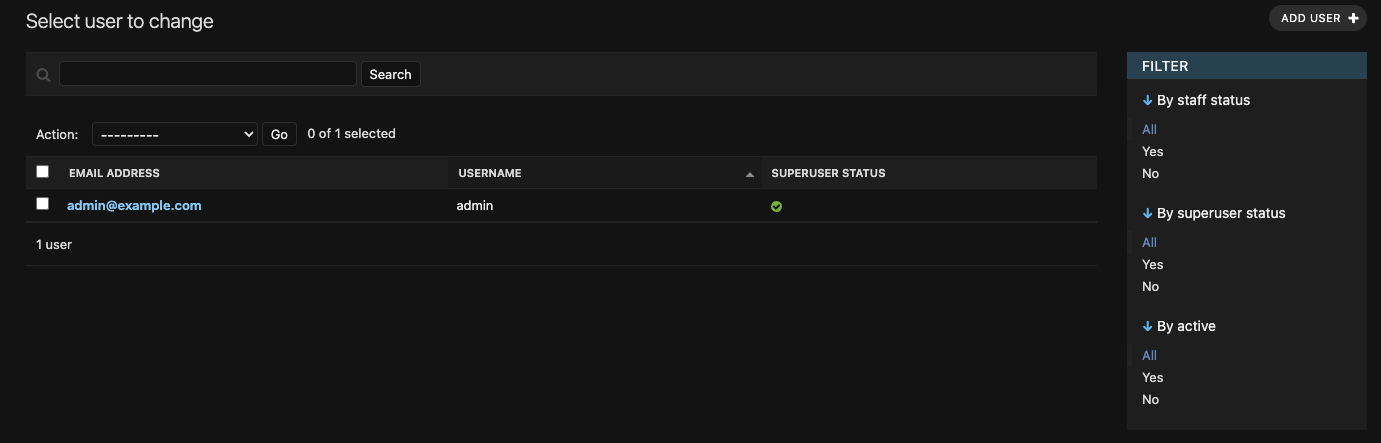 Select user to change
ADD USER +
Search
Action: --------- Go 0 of 1 selected
EMAIL ADDRESS USERNAME SUPERUSER STATUS
admin@example.com admin
1 user
FILTER
↓ By staff status
All
Yes
No
↓ By superuser status
All
Yes
No
↓ By active
All
Yes
No